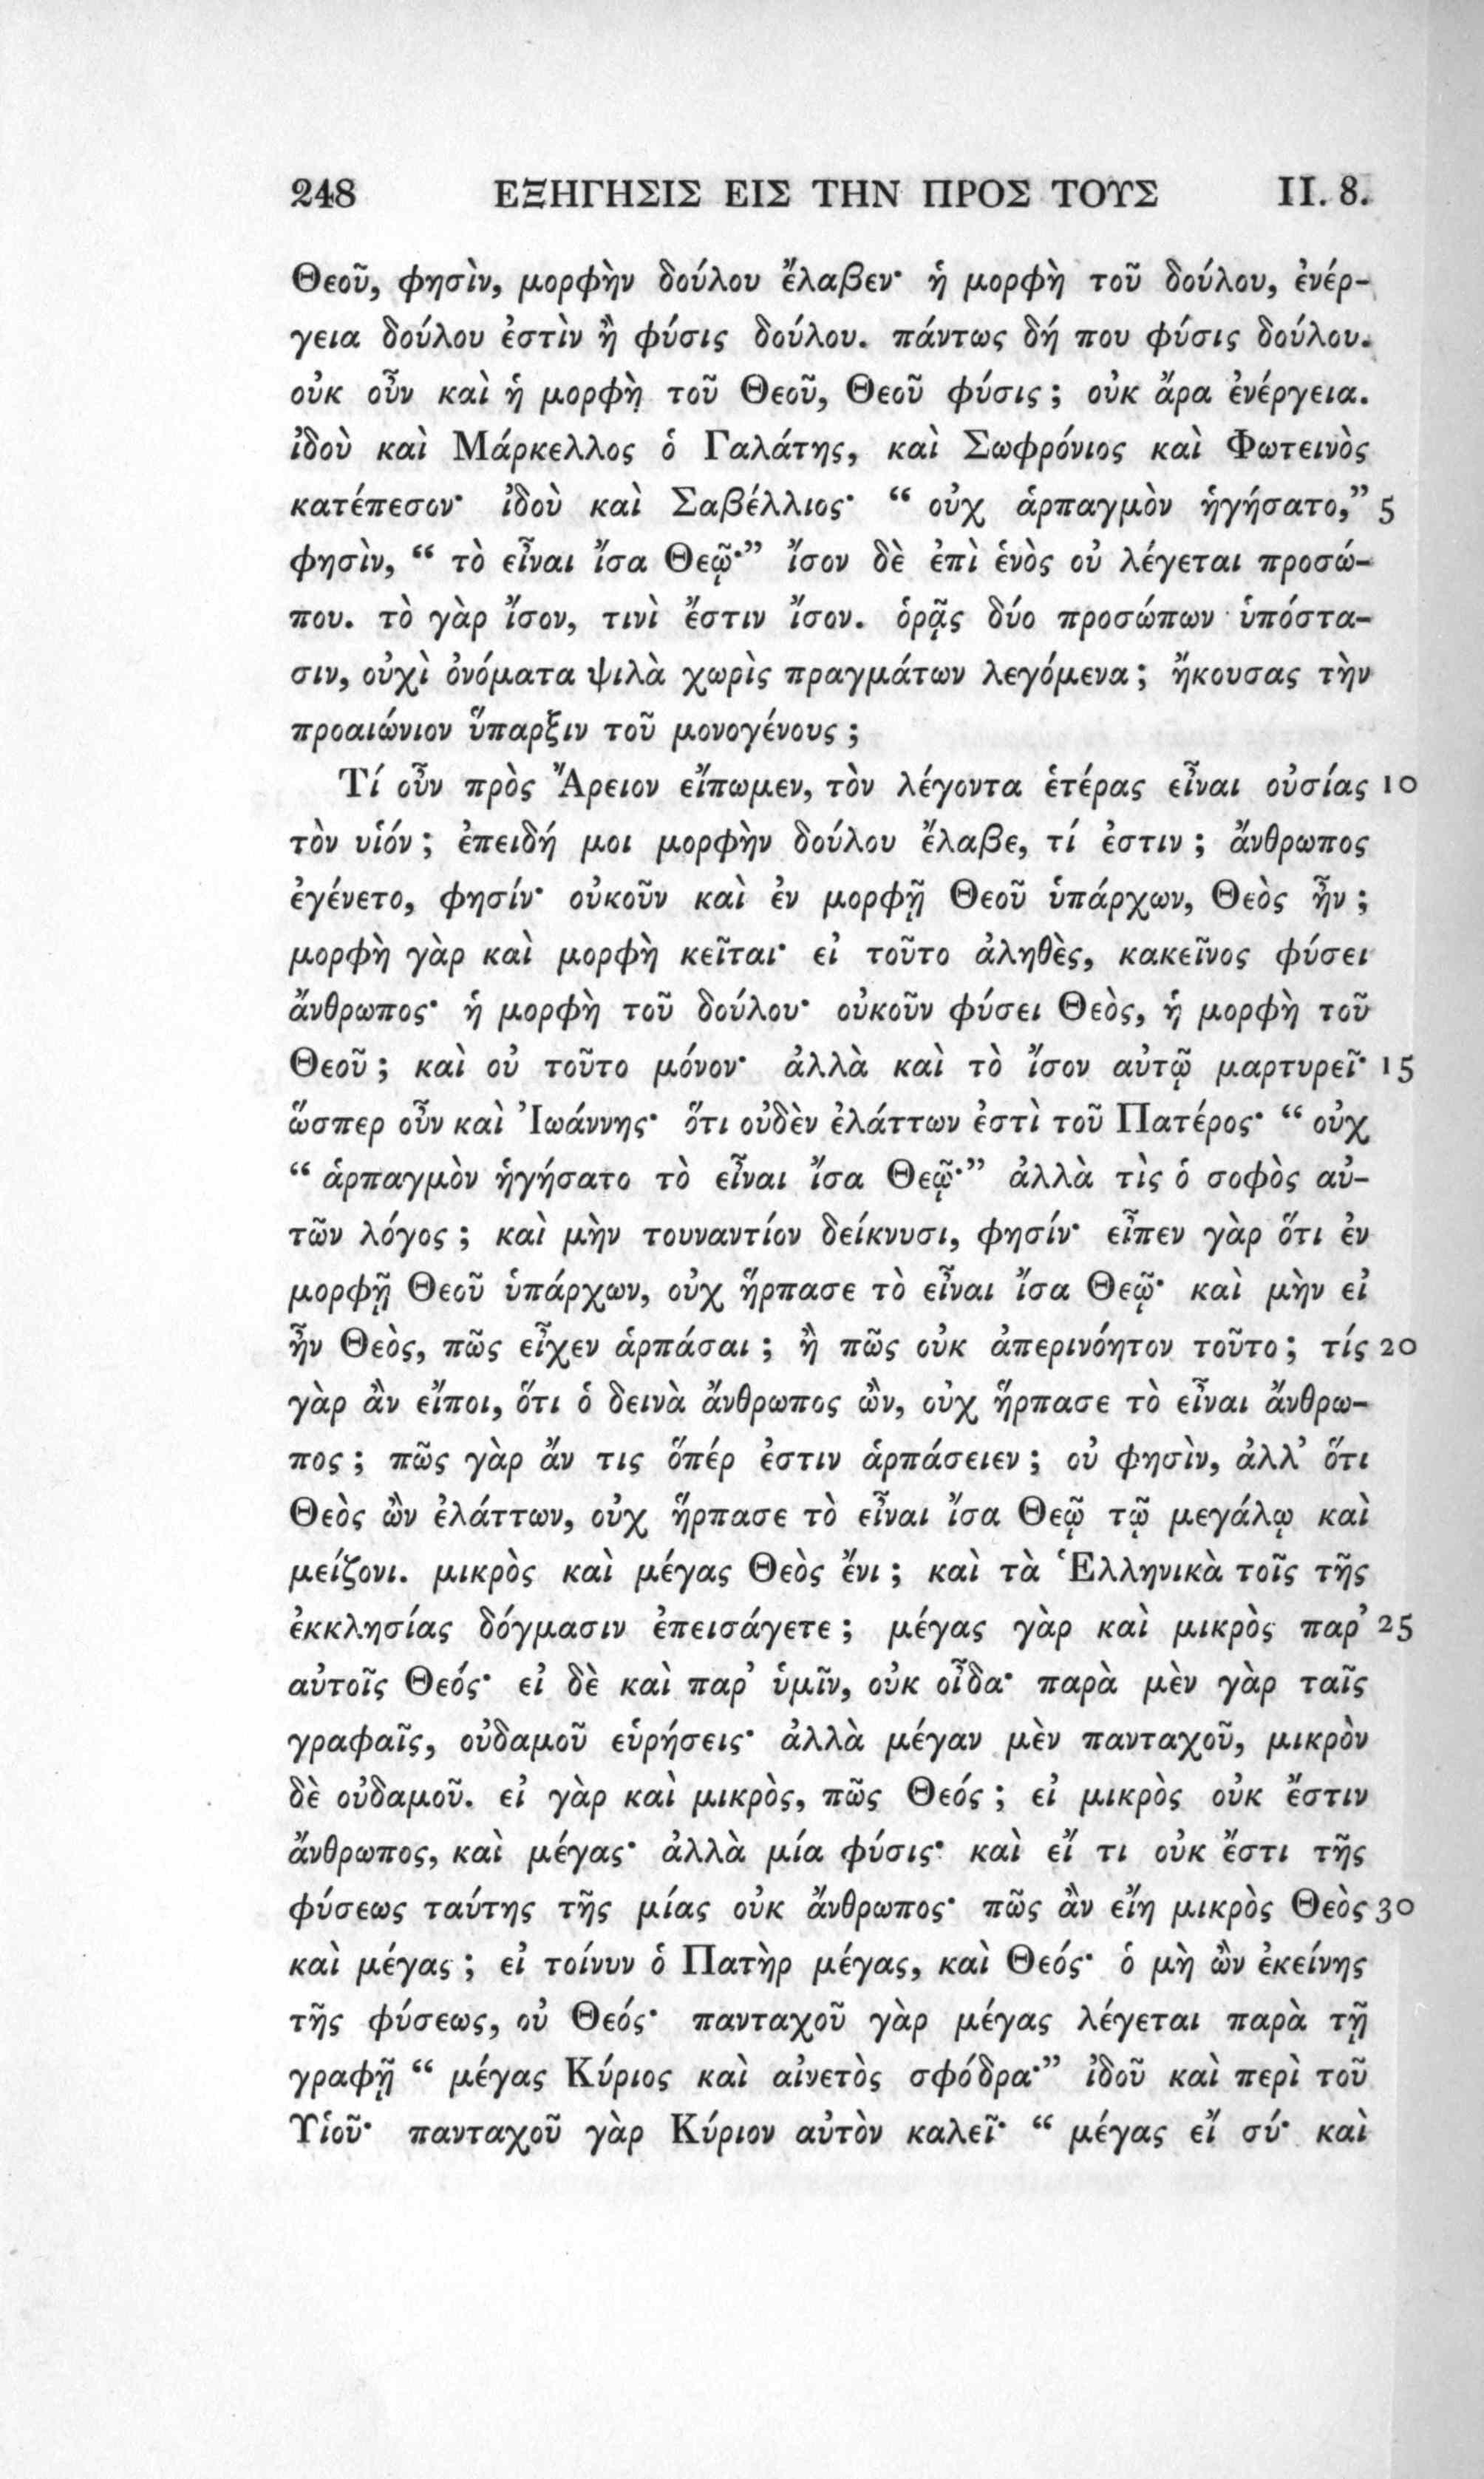 248 ΕΞΗΓΗΣΙΣ ΕΙΣ ΤΗΝ ΠΡΟΣ ΤΟΥΣ II. 8.
Θεοῦ, φησὶν, μορφὴν δούλου ἔλαβεν· ἡ μορφὴ τοῦ δούλου, ἐνέρ-
γεια δούλου ἐστὶν ἢ φύσις δούλου. πάντως δή που φύσις δούλου.
οὐκ οὖν καὶ ἡ μορφὴ τοῦ Θεοῦ, Θεοῦ φύσις; οὐκ ἄρα ἐνέργεια.
ἰδοὺ καὶ Μάρκελλος ὁ Γαλάτης, καὶ Σωφρόνιος καὶ Φωτεινὸς
κατέπεσον· ἰδοὺ καὶ Σαβέλλιος· “ οὐχ ἁρπαγμὸν ἡγήσατο,” 5
φησὶν, “ τὸ εἶναι ἴσα Θεῷ·” ἴσον δὲ ἐπὶ ἑνὸς οὐ λέγεται προσώ-
που. τὸ γὰρ ἴσον, τινὶ ἔστιν ἴσον. ὁρᾷς δύο προσώπων ὑπόστα-
σιν, οὐχὶ ὀνόματα ψιλὰ χωρὶς πραγμάτων λεγόμενα; ἤκουσας τὴν
προαιώνιον ὕπαρξιν τοῦ μονογένους;
Τί οὖν πρὸς Ἄρειον εἴπωμεν, τὸν λέγοντα ἑτέρας εἶναι οὐσίας 10
τὸν υἱόν; ἐπειδή μοι μορφὴν δούλου ἔλαβε, τί ἐστιν; ἄνθρωπος
ἐγένετο, φησίν· οὐκοῦν καὶ ἐν μορφῇ Θεοῦ ὑπάρχων, Θεὸς ἦν;
μορφὴ γὰρ καὶ μορφὴ κεῖται· εἰ τοῦτο ἀληθὲς, κακεῖνος φύσει
ἄνθρωπος· ἡ μορφὴ τοῦ δούλου· οὐκοῦν φύσει Θεὸς, ἡ μορφὴ τοῦ
Θεοῦ; καὶ οὐ τοῦτο μόνον· ἀλλὰ καὶ τὸ ἴσον αὐτῷ μαρτυρεῖ· 15
ὥσπερ οὖν καὶ Ἰωάννης· ὅτι οὐδὲν ἐλάττων ἐστὶ τοῦ Πατέρος· “ οὐχ
“ ἁρπαγμὸν ἡγήσατο τὸ εἶναι ἴσα Θεῷ·” ἀλλὰ τὶς ὁ σοφὸς αὐ-
τῶν λόγος; καὶ μὴν τουναντίον δείκνυσι, φησίν· εἶπεν γὰρ ὅτι ἐν
μορφῇ Θεοῦ ὑπάρχων, οὐχ ἥρπασε τὸ εἶναι ἴσα Θεῷ· καὶ μὴν εἰ
ἦν Θεὸς, πῶς εἶχεν ἁρπάσαι; ἢ πῶς οὐκ ἀπερινόητον τοῦτο; τίς 20
γὰρ ἂν εἴποι, ὅτι ὁ δεινὰ ἄνθρωπος ὢν, οὐχ ἥρπασε τὸ εἶναι ἄνθρω-
πος; πῶς γὰρ ἄν τις ὅπέρ ἐστιν ἁρπάσειεν; οὐ φησὶν, ἀλλ’ ὅτι
Θεὸς ὢν ἐλάττων, οὐχ ἥρπασε τὸ εἶναι ἴσα Θεῷ τῷ μεγάλῳ καὶ
μείζονι. μικρὸς καὶ μέγας Θεὸς ἔνι; καὶ τὰ Ἑλληνικὰ τοῖς τῆς
ἐκκλησίας δόγμασιν ἐπεισάγετε; μέγας γὰρ καὶ μικρὸς παρ’ 25
αὐτοῖς Θεός· εἰ δὲ καὶ παρ’ ὑμῖν, οὐκ οἶδα· παρὰ μὲν γὰρ ταῖς
γραφαῖς, οὐδαμοῦ εὑρήσεις· ἀλλὰ μέγαν μὲν πανταχοῦ, μικρὸν
δὲ οὐδαμοῦ. εἰ γὰρ καὶ μικρὸς, πῶς Θεός; εἰ μικρὸς οὐκ ἔστιν
ἄνθρωπος, καὶ μέγας· ἀλλὰ μία φύσις· καὶ εἴ τι οὐκ ἔστι τῆς
φύσεως ταύτης τῆς μίας οὐκ ἄνθρωπος· πῶς ἂν εἴη μικρὸς Θεὸς 30
καὶ μέγας; εἰ τοίνυν ὁ Πατὴρ μέγας, καὶ Θεός· ὁ μὴ ὢν ἐκείνης
τῆς φύσεως, οὐ Θεός· πανταχοῦ γὰρ μέγας λέγεται παρὰ τῇ
γραφῇ “ μέγας Κύριος καὶ αἰνετὸς σφόδρα·” ἰδοῦ καὶ περὶ τοῦ
Υἱοῦ· πανταχοῦ γὰρ Κύριον αὐτὸν καλεῖ· “ μέγας εἴ σύ· καὶ